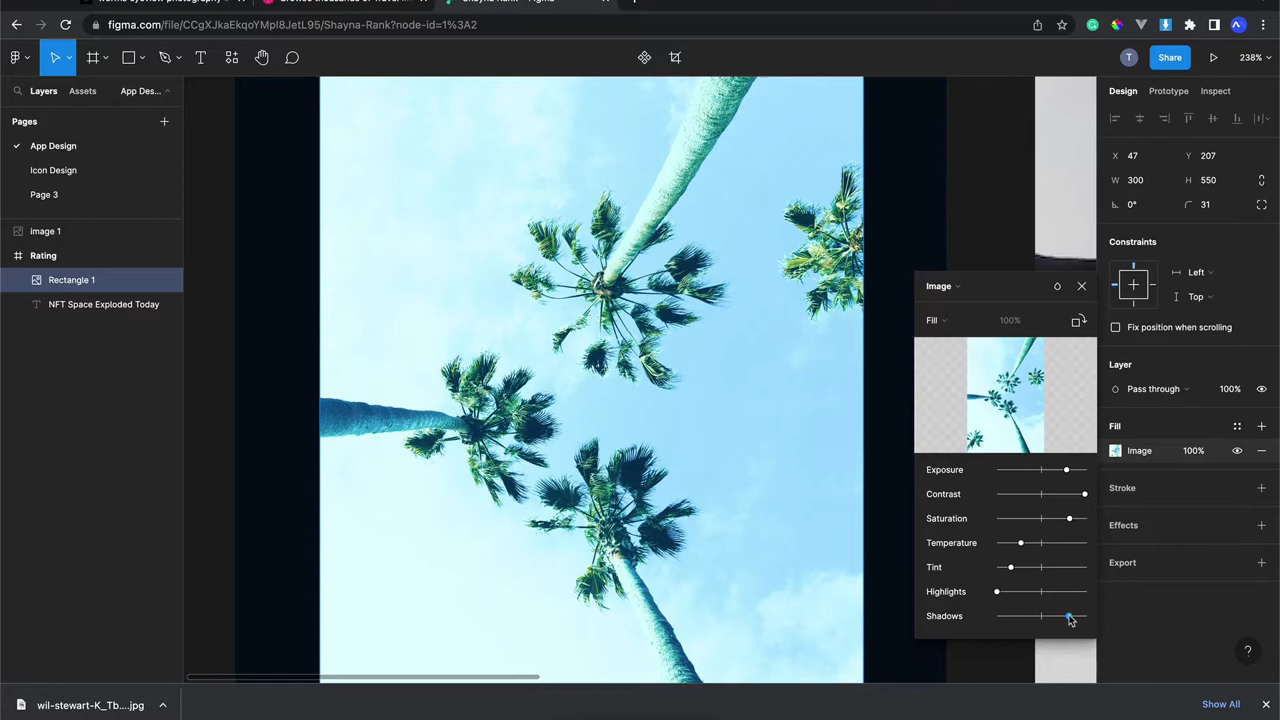 figma.com/file/CCgXJkaEkqoYMpI8JetL95/Shayna-Rank?node-id=1%3A2
T
Share
238%
Layers
Assets
App Des...
Design
Prototype
Inspect
Pages
App Design
Icon Design
Page 3
image 1
Rating
Rectangle 1
NFT Space Exploded Today
X 47
Y 207
W 300
H 550
0°
31
Constraints
Left
Top
Fix position when scrolling
Layer
Pass through
100%
Fill
Image
100%
Stroke
Effects
Export
Image
Fill
100%
Exposure
Contrast
Saturation
Temperature
Tint
Highlights
Shadows
?
wil-stewart-K_Tb....jpg
Show All